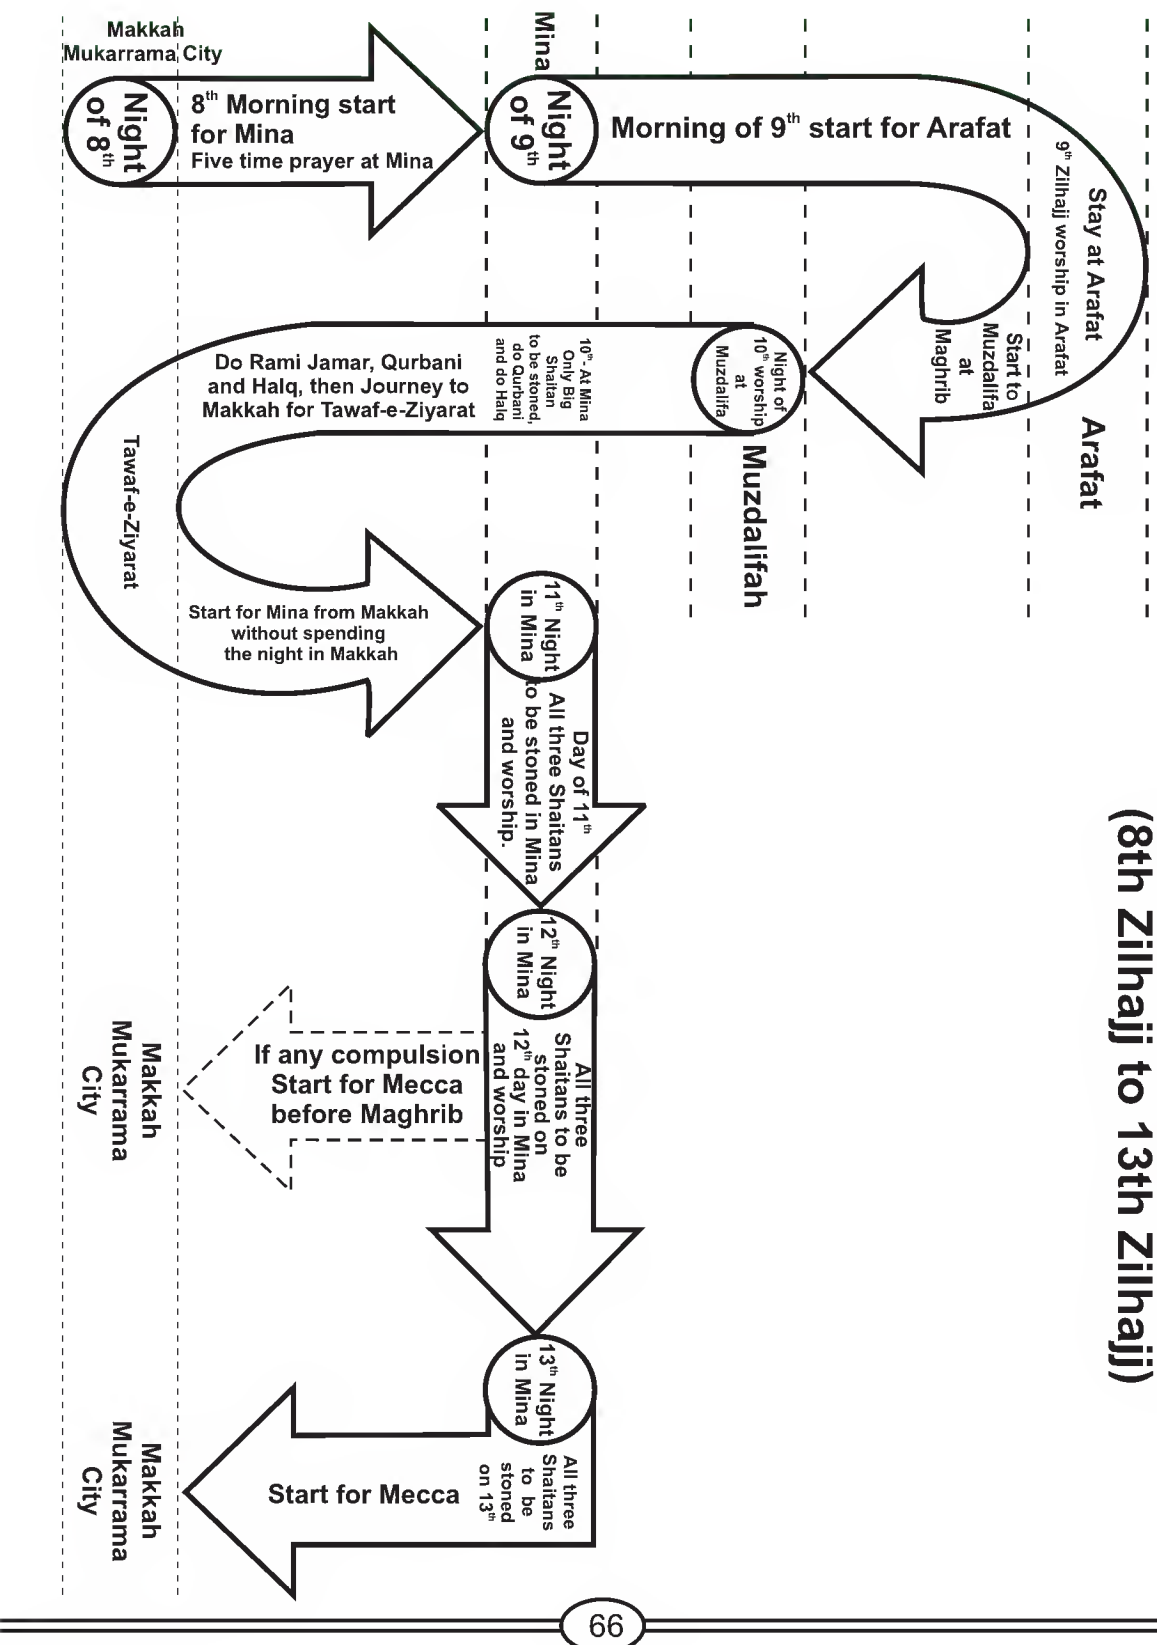 (8th Zilhajj to 13th Zilhajj)
Makkah
Mukarrama City
Night
of 8th
8th Morning start
for Mina
Five time prayer at Mina
Mina
Night
of 9th
Morning of 9th start for Arafat
Stay at Arafat
9th Zilhajj worship in Arafat
Arafat
Start to
Muzdalifa
at
Maghrib
Night of
10th worship
at
Muzdalifa
Muzdalifah
10th- At Mina
Only Big
Shaitan
to be stoned,
do Qurbani
and do Halq
Do Rami Jamar, Qurbani
and Halq, then Journey to
Makkah for Tawaf-e-Ziyarat
Tawaf-e-Ziyarat
Start for Mina from Makkah
without spending
the night in Makkah
11th Night
in Mina
Day of 11th
All three Shaitans
to be stoned in Mina
and worship.
12th Night
in Mina
All three
Shaitans to be
stoned on
12th day in Mina
and worship
If any compulsion
Start for Mecca
before Maghrib
Makkah
Mukarrama
City
13th Night
in Mina
All three
Shaitans
to be
stoned
on 13th
Start for Mecca
Makkah
Mukarrama
City
66